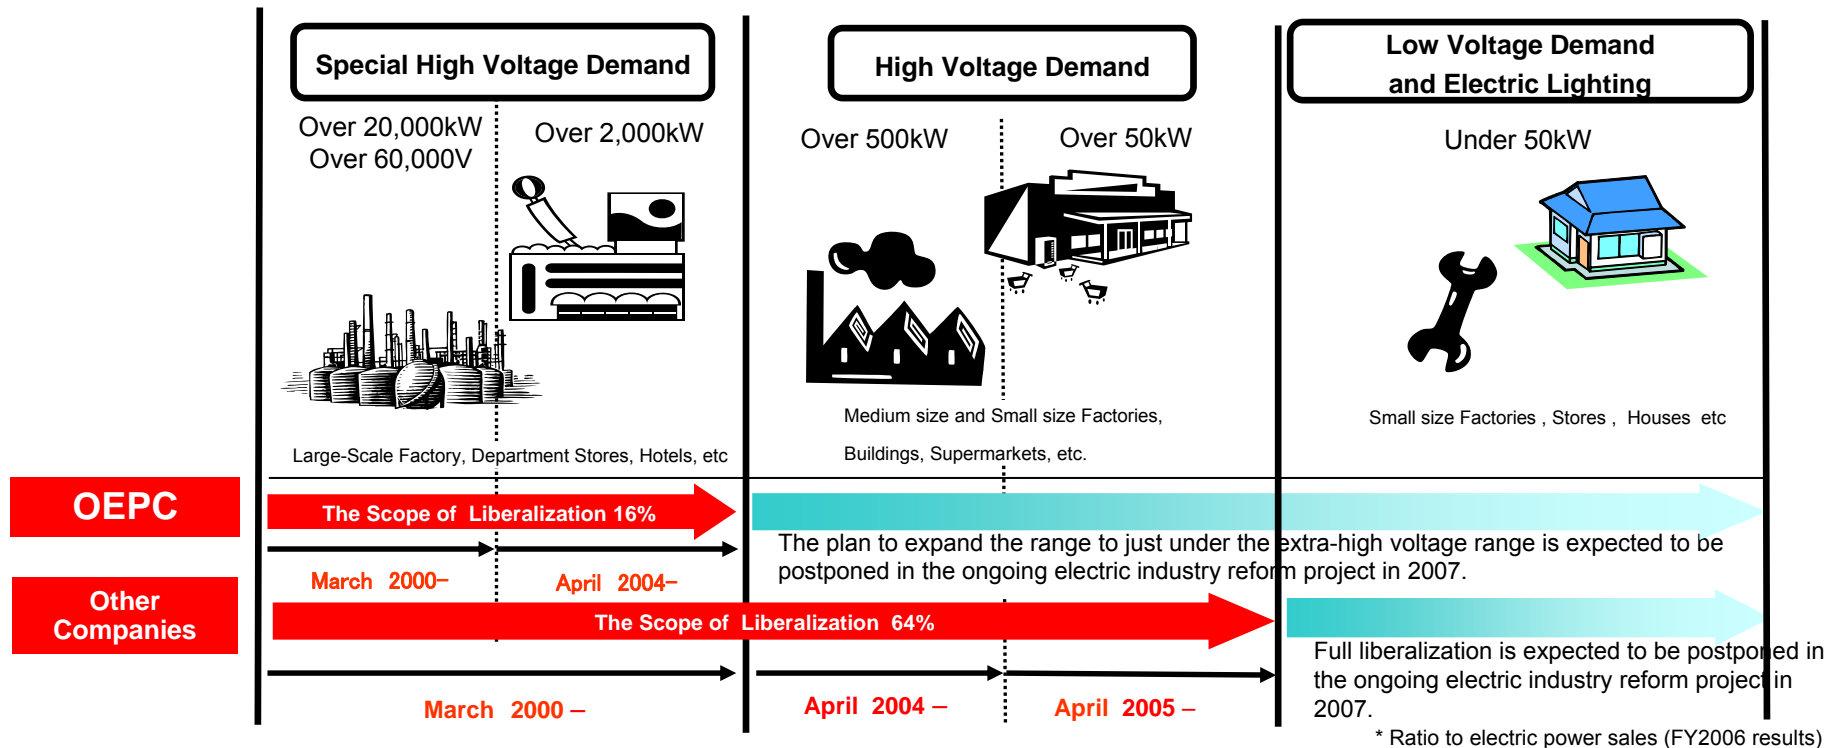 Special High Voltage Demand
High Voltage Demand
Low Voltage Demand
and Electric Lighting
Over 20,000kW
Over 60,000V
Over 2,000kW
Over 500kW
Over 50kW
Under 50kW
Large-Scale Factory, Department Stores, Hotels, etc
Medium size and Small size Factories,
Buildings, Supermarkets, etc.
Small size Factories , Stores , Houses etc
OEPC
The Scope of Liberalization 16%
March 2000–
April 2004–
The plan to expand the range to just under the extra-high voltage range is expected to be
postponed in the ongoing electric industry reform project in 2007.
Other
Companies
The Scope of Liberalization 64%
March 2000 –
April 2004 –
April 2005 –
Full liberalization is expected to be postponed in
the ongoing electric industry reform project in
2007.
* Ratio to electric power sales (FY2006 results)